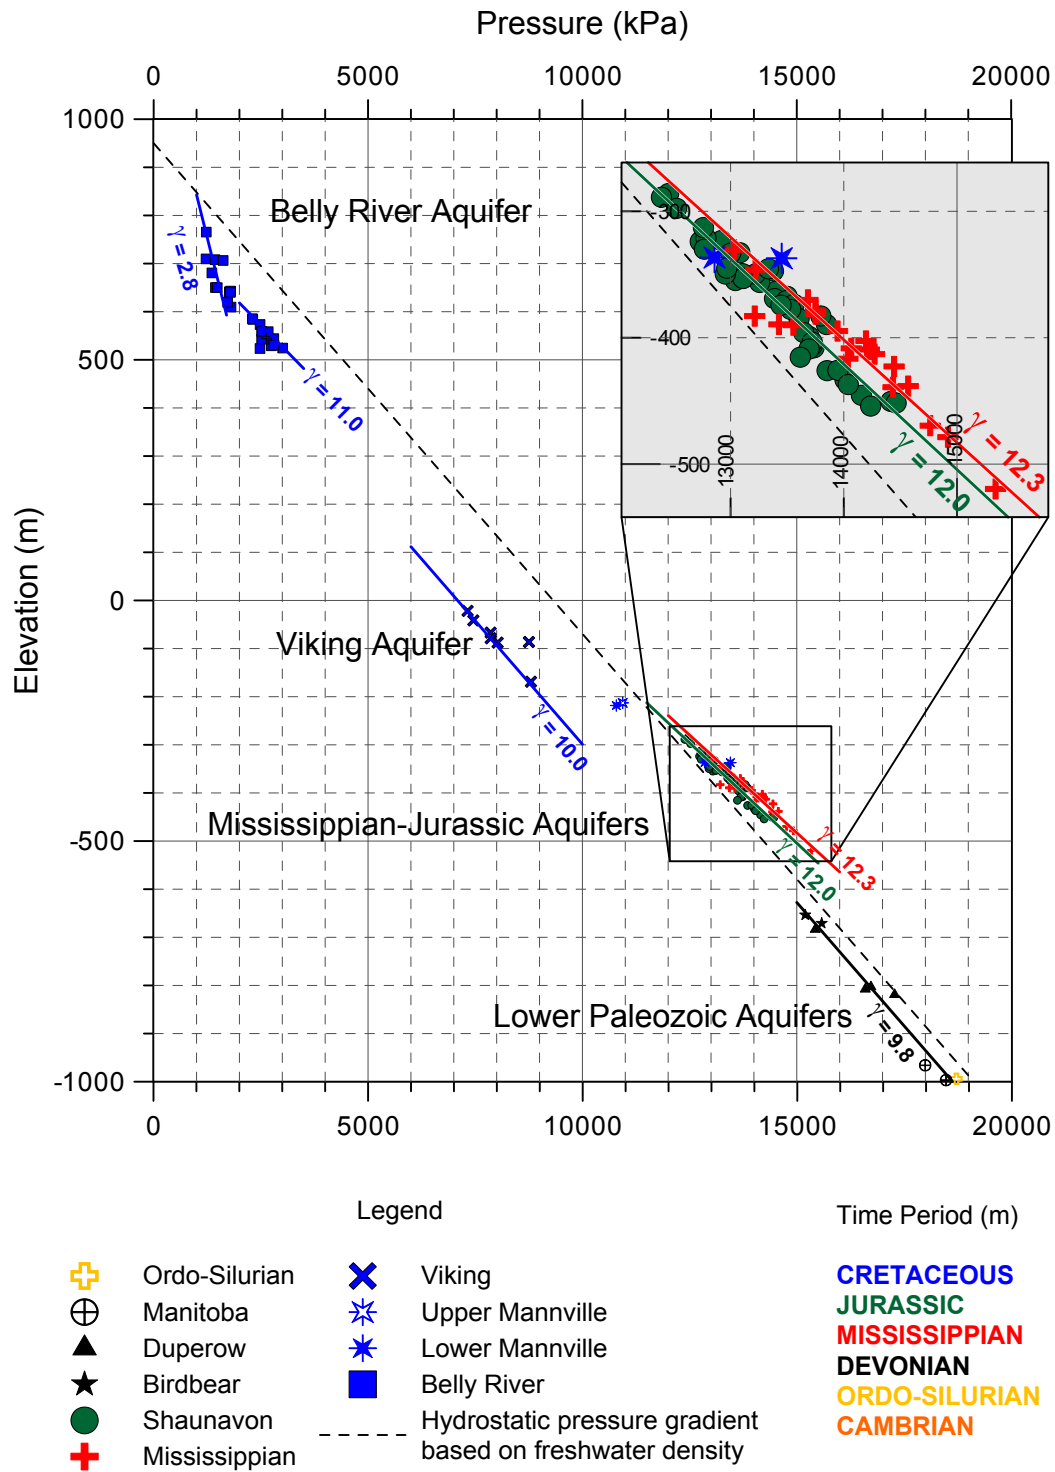 Pressure (kPa)
0 5000 10000 15000 20000
1000
Belly River Aquifer
γ = 2.8
500
γ = 11.0
-300
-400
-500
13000
14000
15000
γ = 12.3
γ = 12.0
Elevation (m)
0
Viking Aquifer
γ = 10.0
Mississippian-Jurassic Aquifers
-500
γ = 12.3
γ = 12.0
Lower Paleozoic Aquifers
γ = 9.8
-1000
0 5000 10000 15000 20000
Legend
Ordo-Silurian
Manitoba
Duperow
Birdbear
Shaunavon
Mississippian
Viking
Upper Mannville
Lower Mannville
Belly River
Hydrostatic pressure gradient
based on freshwater density
Time Period (m)
CRETACEOUS
JURASSIC
MISSISSIPPIAN
DEVONIAN
ORDO-SILURIAN
CAMBRIAN